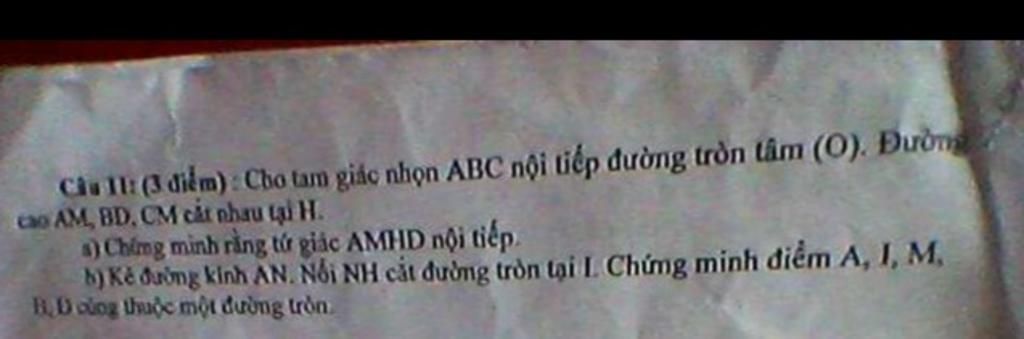 Câu 11: (3 điểm) : Cho tam giác nhọn ABC nội tiếp đường tròn tâm (O). Đường
cao AM, BD, CM cắt nhau tại H.
a) Chứng minh rằng tứ giác AMHD nội tiếp.
b) Kẻ đường kính AN. Nối NH cắt đường tròn tại I. Chứng minh điểm A, I, M,
H, D cùng thuộc một đường tròn.